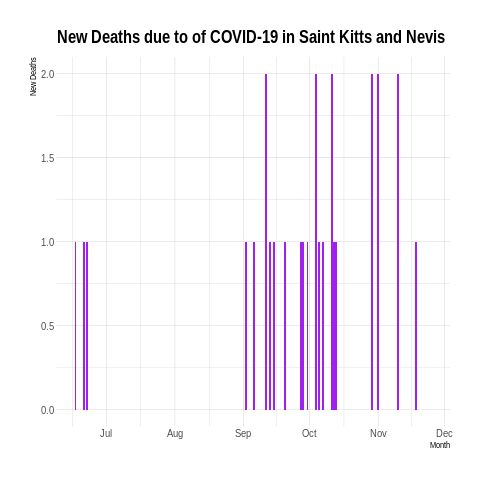 New Deaths due to of COVID-19 in Saint Kitts and Nevis
New Deaths
2.0
1.5
1.0
0.5
0.0
Jul Aug Sep Oct Nov Dec
Month